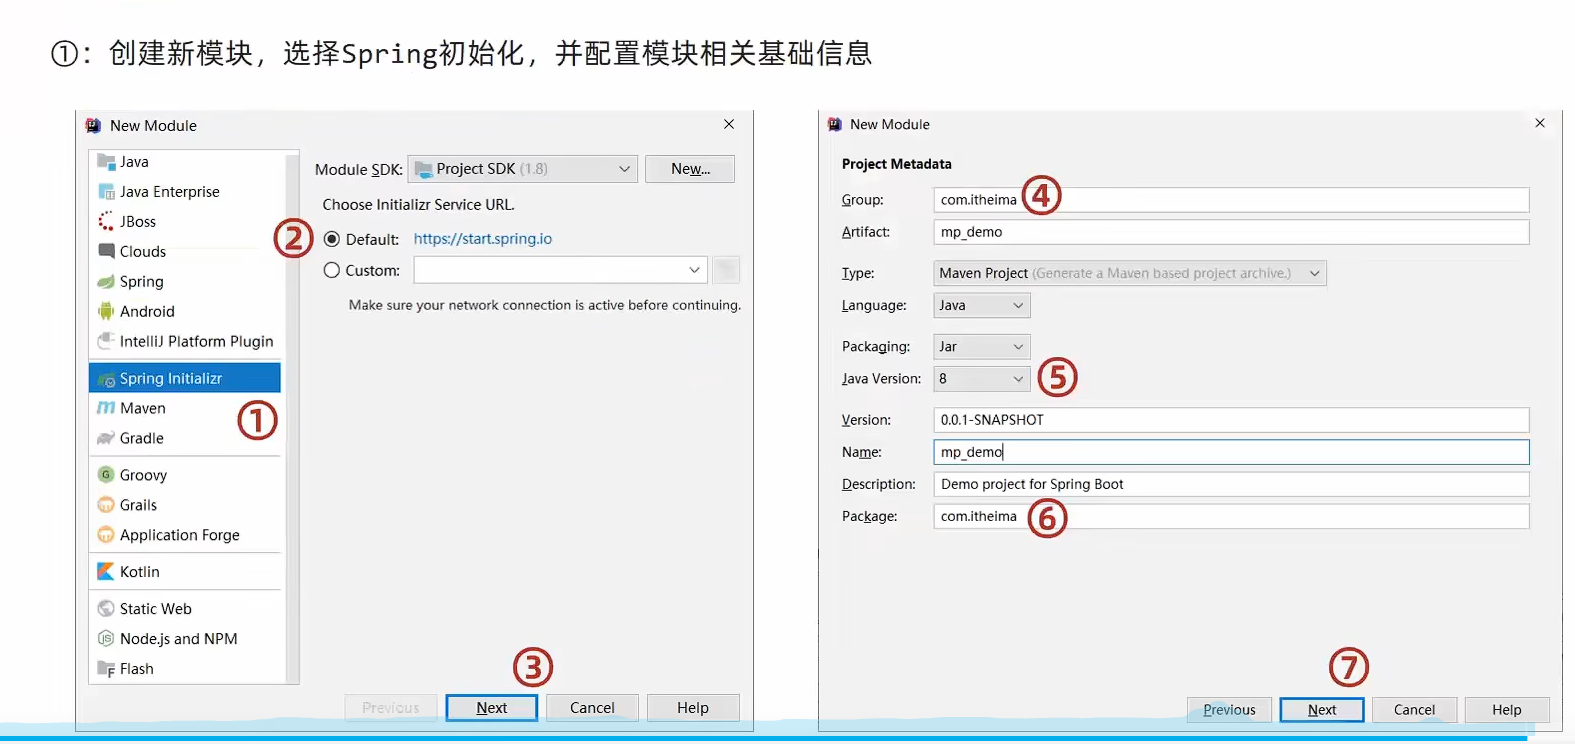 ①：创建新模块，选择Spring初始化，并配置模块相关基础信息
New Module
Java
Java Enterprise
JBoss
Clouds
Spring
Android
IntelliJ Platform Plugin
Spring Initializr
①
Maven
Gradle
Groovy
Grails
Application Forge
Kotlin
Static Web
Node.js and NPM
Flash
Module SDK: Project SDK (1.8) New...
Choose Initializr Service URL.
② Default: https://start.spring.io
Custom:
Make sure your network connection is active before continuing.
③
Previous Next Cancel Help
New Module
Project Metadata
Group: com.itheima ④
Artifact: mp_demo
Type: Maven Project (Generate a Maven based project archive.)
Language: Java
Packaging: Jar
Java Version: 8 ⑤
Version: 0.0.1-SNAPSHOT
Name: mp_demo
Description: Demo project for Spring Boot
Package: com.itheima ⑥
⑦
Previous Next Cancel Help